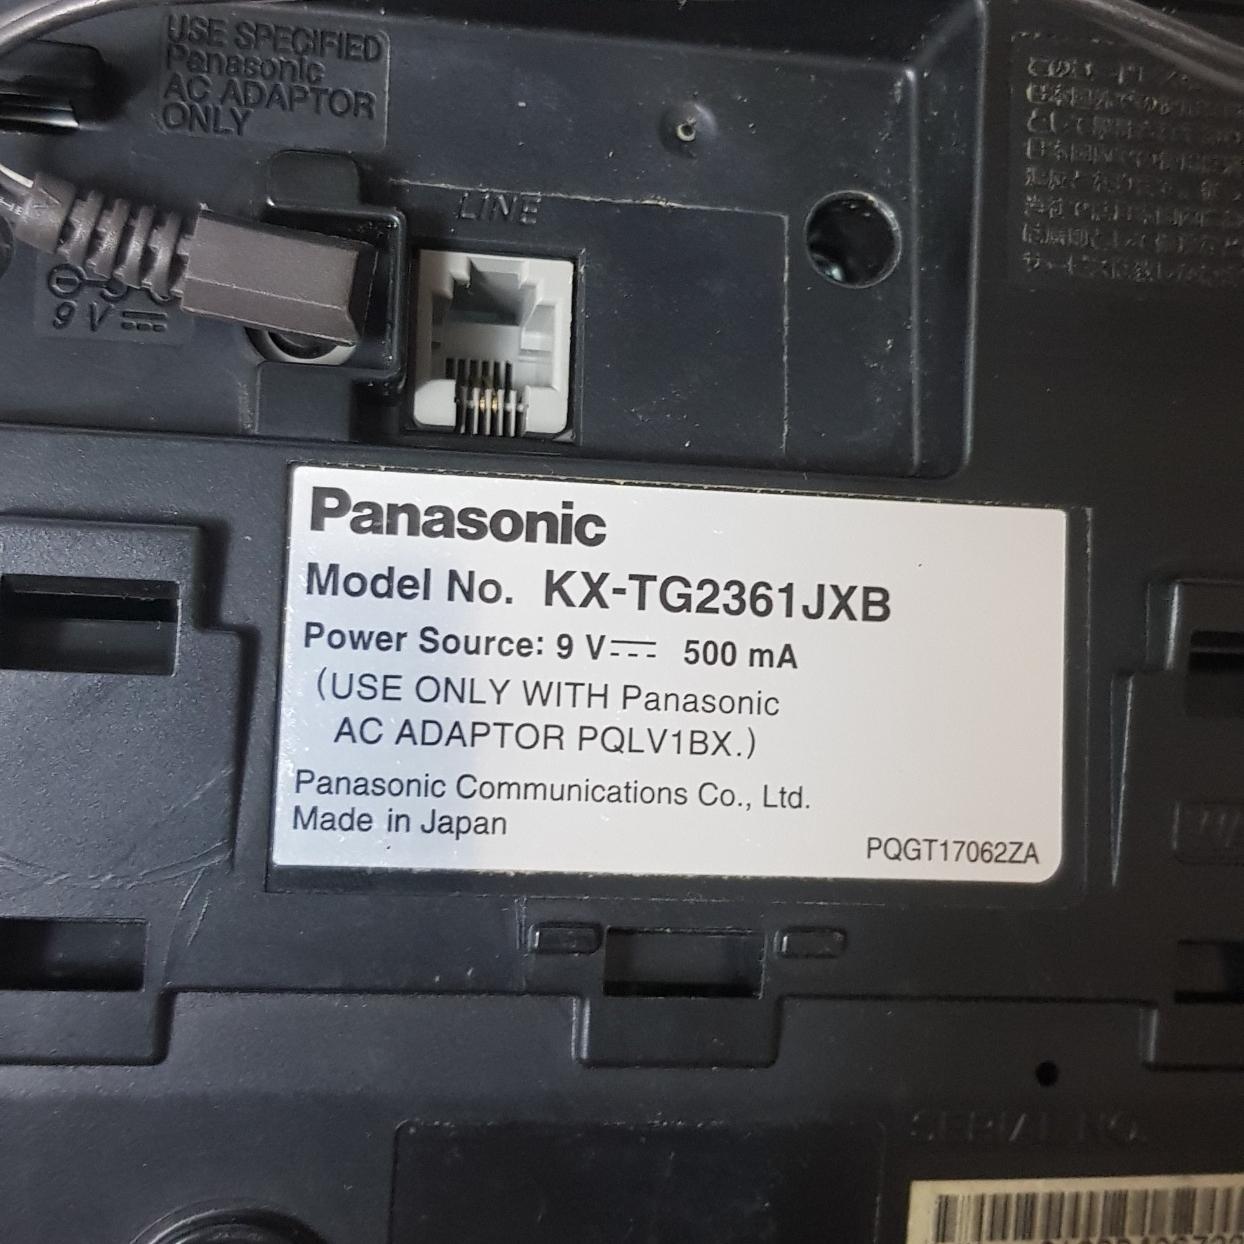 USE SPECIFIED
Panasonic
AC ADAPTOR
ONLY
LINE
9 V
Panasonic
Model No. KX-TG2361JXB
Power Source: 9 V⎓ 500 mA
(USE ONLY WITH Panasonic
AC ADAPTOR PQLV1BX.)
Panasonic Communications Co., Ltd.
Made in Japan
PQGT17062ZA
SERIAL NO.